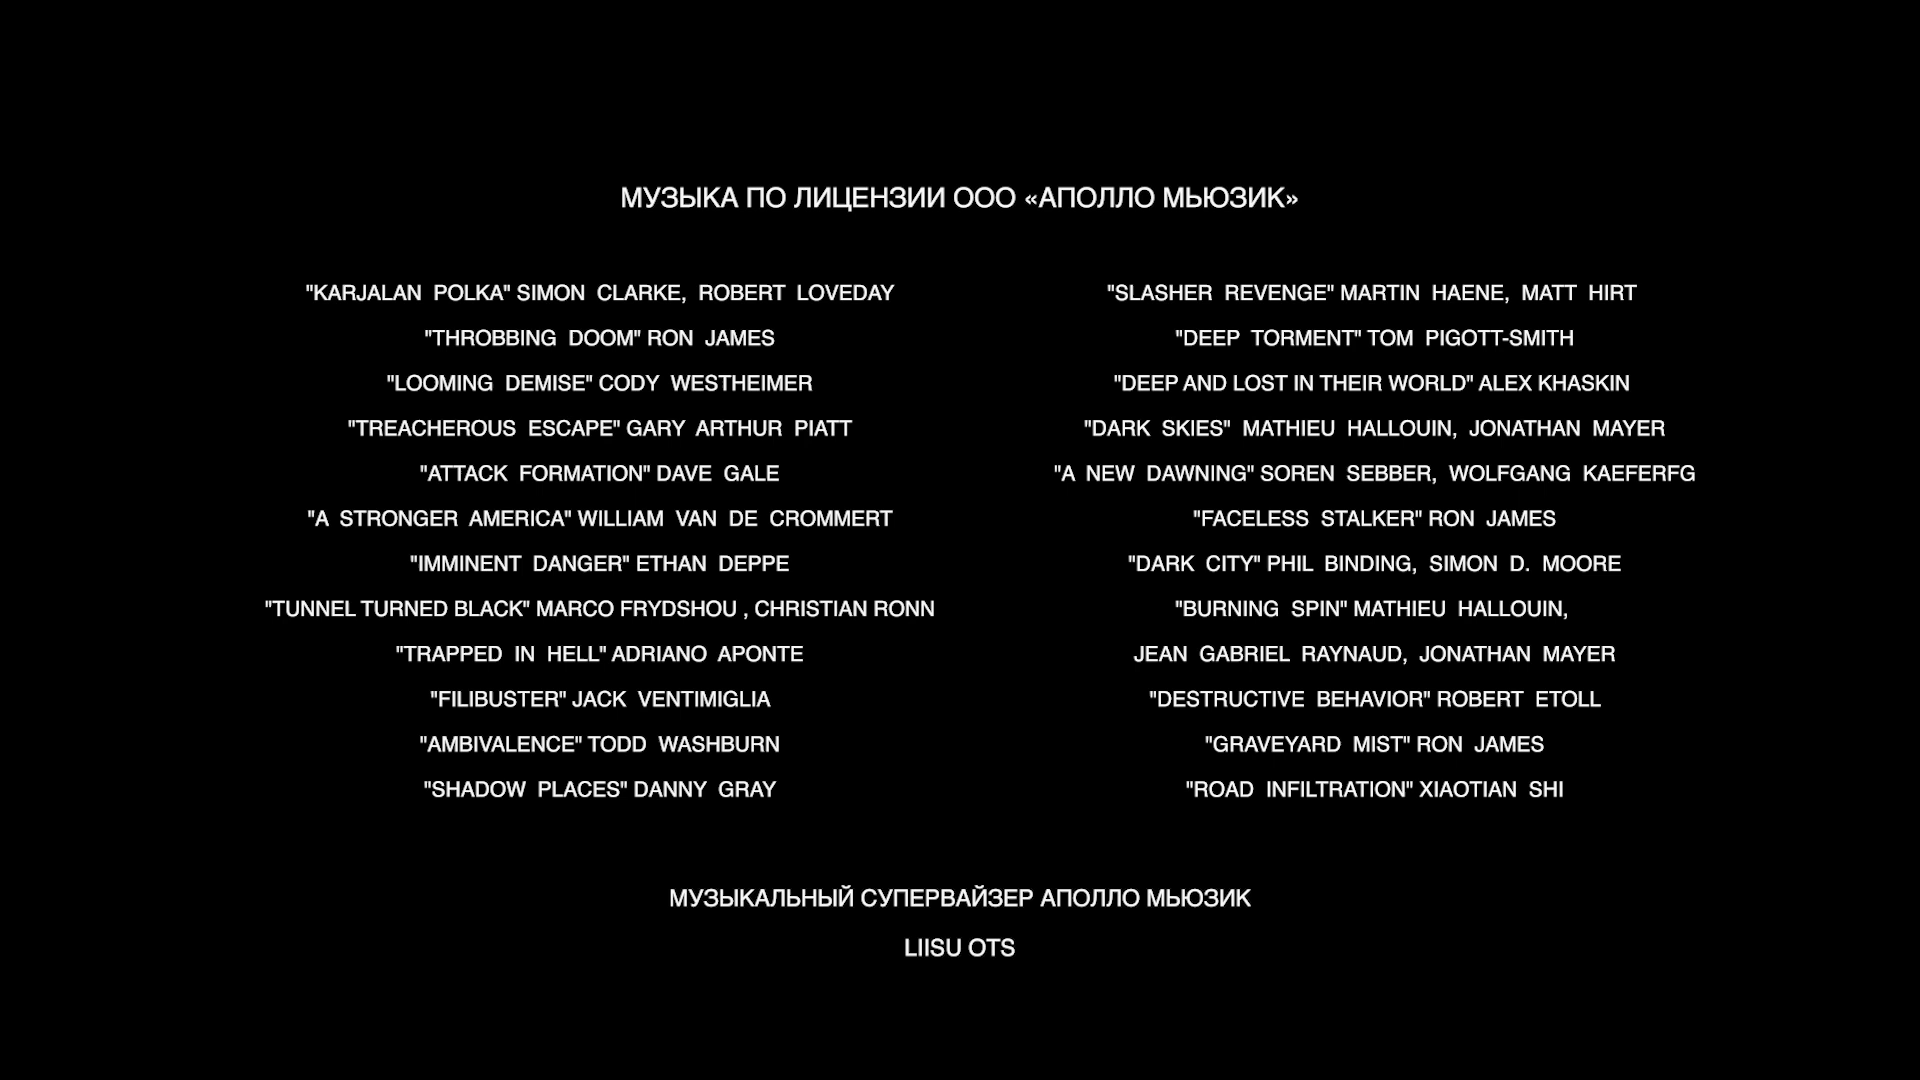 МУЗЫКА ПО ЛИЦЕНЗИИ ООО «АПОЛЛО МЬЮЗИК»
"KARJALAN POLKA" SIMON CLARKE, ROBERT LOVEDAY
"THROBBING DOOM" RON JAMES
"LOOMING DEMISE" CODY WESTHEIMER
"TREACHEROUS ESCAPE" GARY ARTHUR PIATT
"ATTACK FORMATION" DAVE GALE
"A STRONGER AMERICA" WILLIAM VAN DE CROMMERT
"IMMINENT DANGER" ETHAN DEPPE
"TUNNEL TURNED BLACK" MARCO FRYDSHOU , CHRISTIAN RONN
"TRAPPED IN HELL" ADRIANO APONTE
"FILIBUSTER" JACK VENTIMIGLIA
"AMBIVALENCE" TODD WASHBURN
"SHADOW PLACES" DANNY GRAY
"SLASHER REVENGE" MARTIN HAENE, MATT HIRT
"DEEP TORMENT" TOM PIGOTT-SMITH
"DEEP AND LOST IN THEIR WORLD" ALEX KHASKIN
"DARK SKIES" MATHIEU HALLOUIN, JONATHAN MAYER
"A NEW DAWNING" SOREN SEBBER, WOLFGANG KAEFERFG
"FACELESS STALKER" RON JAMES
"DARK CITY" PHIL BINDING, SIMON D. MOORE
"BURNING SPIN" MATHIEU HALLOUIN,
JEAN GABRIEL RAYNAUD, JONATHAN MAYER
"DESTRUCTIVE BEHAVIOR" ROBERT ETOLL
"GRAVEYARD MIST" RON JAMES
"ROAD INFILTRATION" XIAOTIAN SHI
МУЗЫКАЛЬНЫЙ СУПЕРВАЙЗЕР АПОЛЛО МЬЮЗИК
LIISU OTS